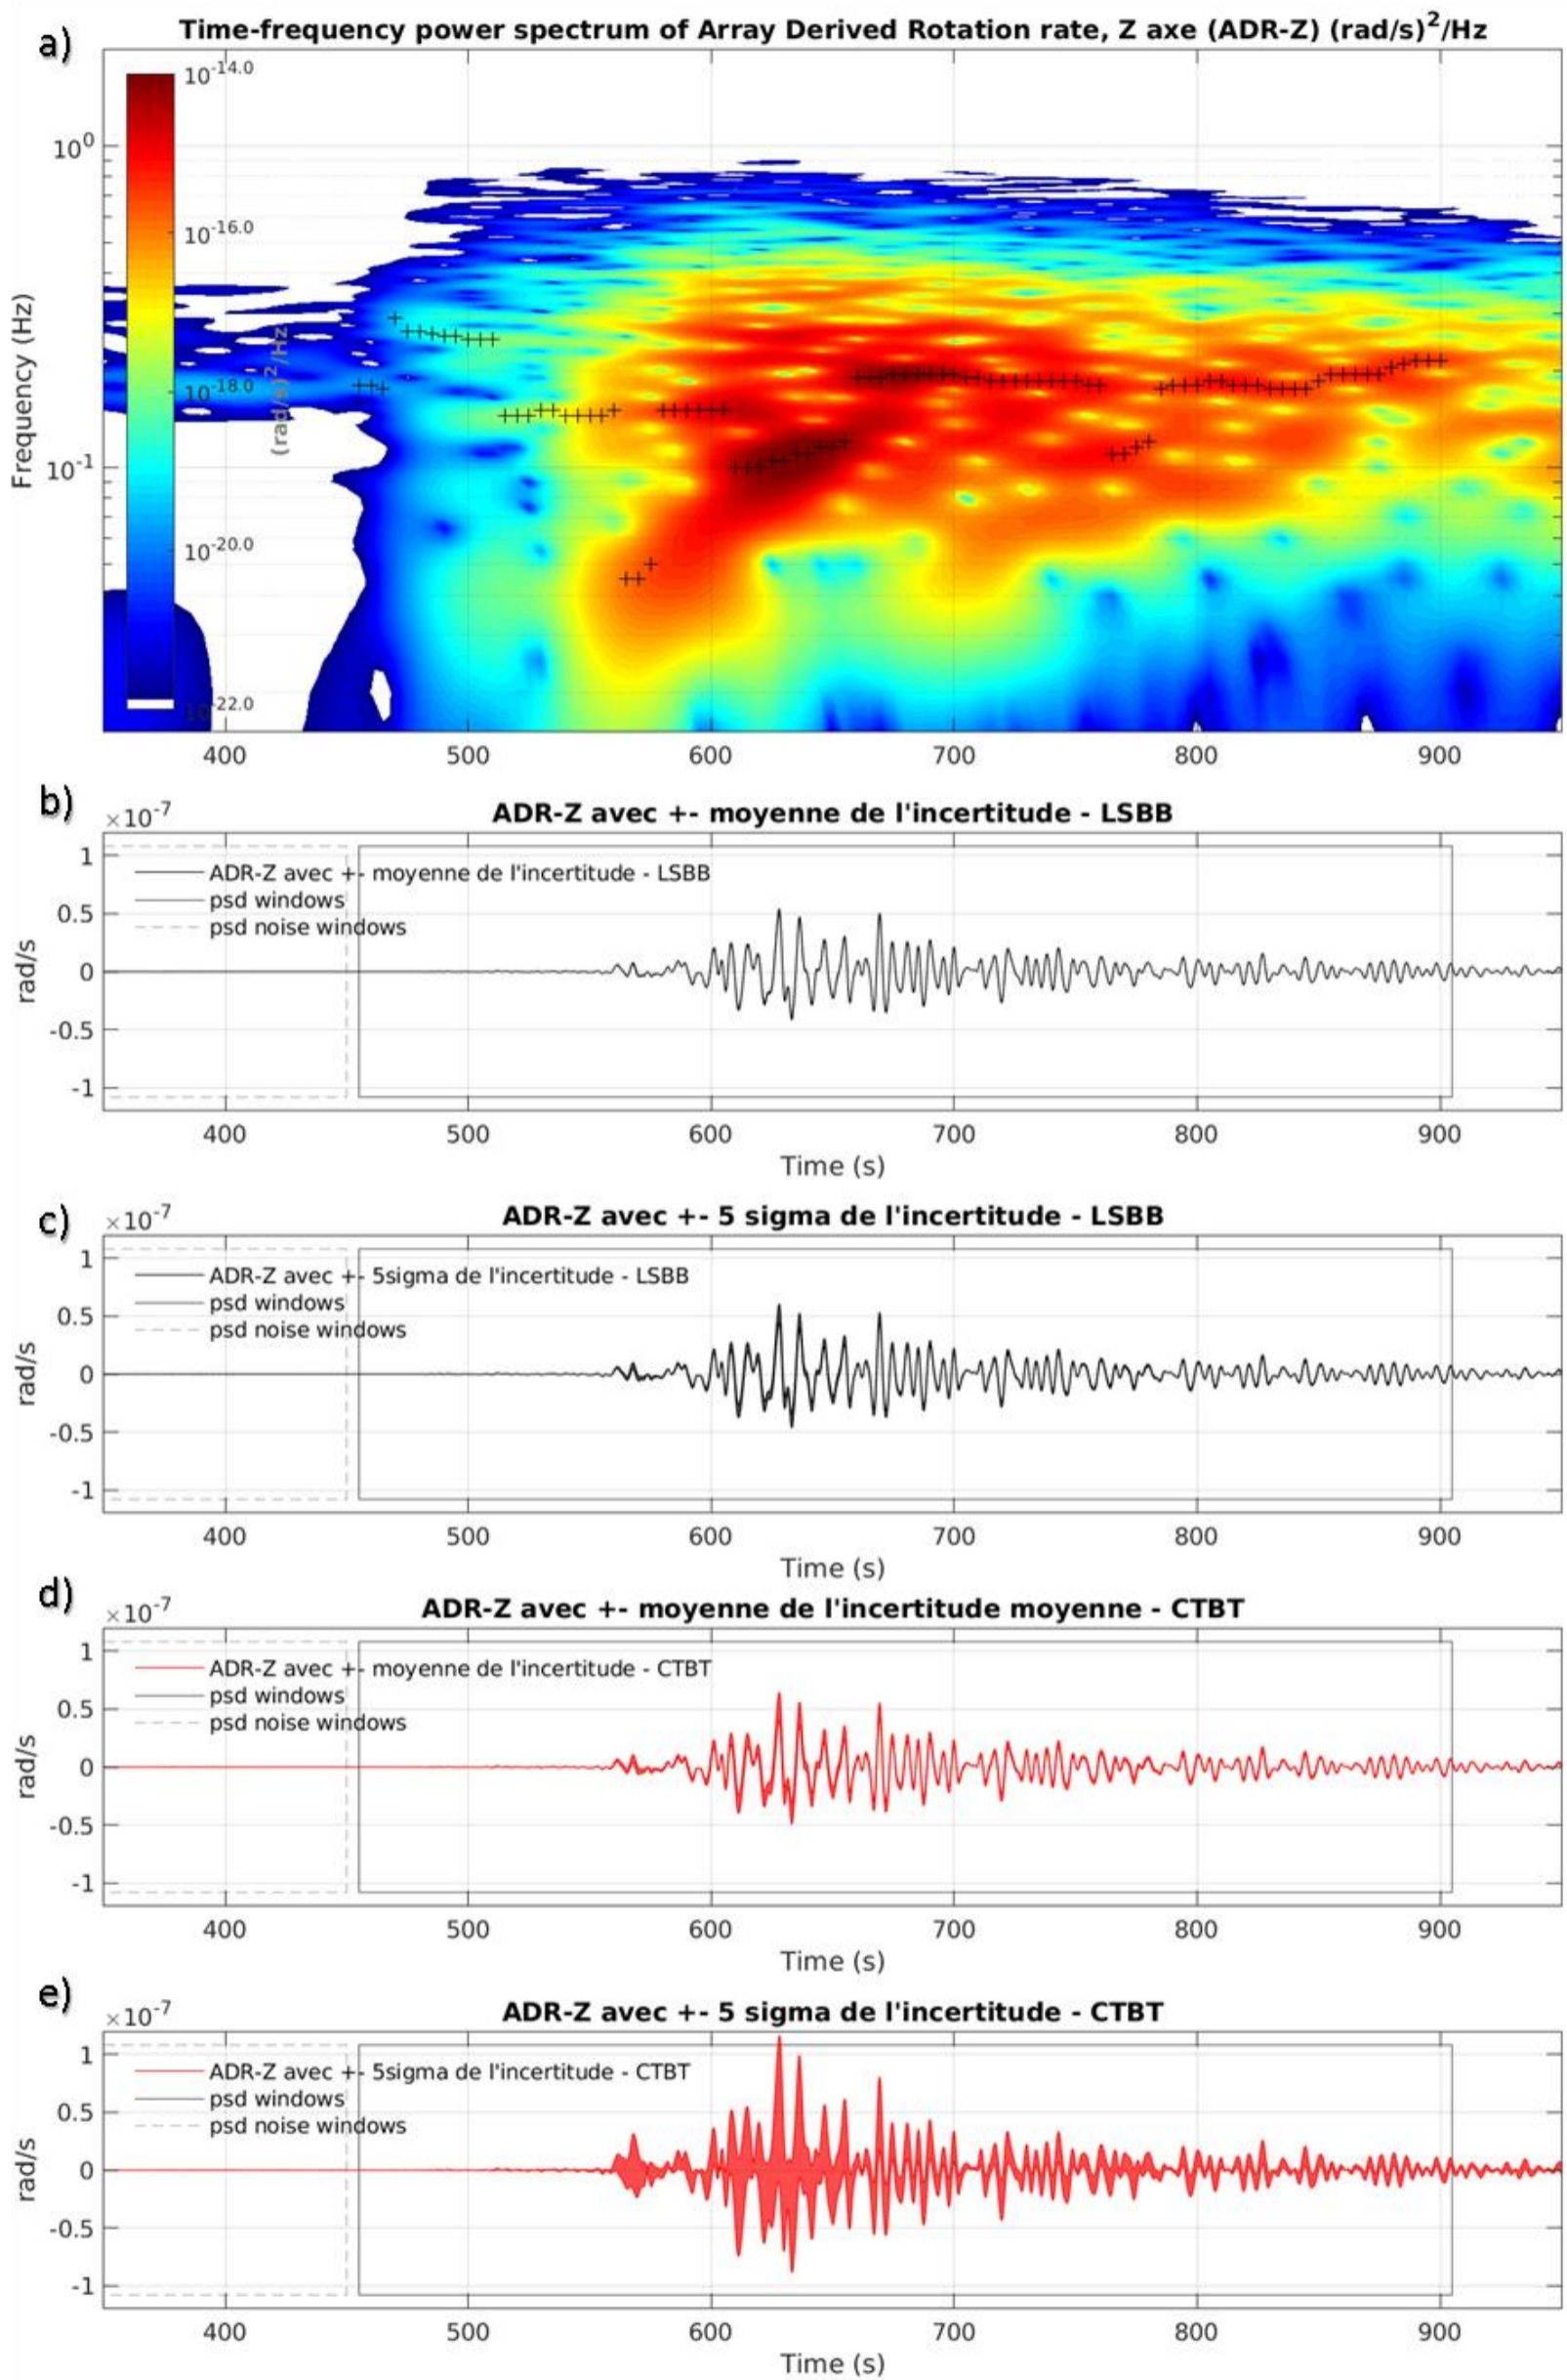 a)
Time-frequency power spectrum of Array Derived Rotation rate, Z axe (ADR-Z) (rad/s)²/Hz
10^-14.0
10^-16.0
10^-18.0
10^-20.0
10^-22.0
(rad/s)²/Hz
10^0
10^-1
Frequency (Hz)
400 500 600 700 800 900
b)
×10^-7
ADR-Z avec +- moyenne de l'incertitude - LSBB
ADR-Z avec +- moyenne de l'incertitude - LSBB
psd windows
psd noise windows
1
0.5
0
-0.5
-1
rad/s
400 500 600 700 800 900
Time (s)
c)
×10^-7
ADR-Z avec +- 5 sigma de l'incertitude - LSBB
ADR-Z avec +- 5sigma de l'incertitude - LSBB
psd windows
psd noise windows
1
0.5
0
-0.5
-1
rad/s
400 500 600 700 800 900
Time (s)
d)
×10^-7
ADR-Z avec +- moyenne de l'incertitude moyenne - CTBT
ADR-Z avec +- moyenne de l'incertitude - CTBT
psd windows
psd noise windows
1
0.5
0
-0.5
-1
rad/s
400 500 600 700 800 900
Time (s)
e)
×10^-7
ADR-Z avec +- 5 sigma de l'incertitude - CTBT
ADR-Z avec +- 5sigma de l'incertitude - CTBT
psd windows
psd noise windows
1
0.5
0
-0.5
-1
rad/s
400 500 600 700 800 900
Time (s)